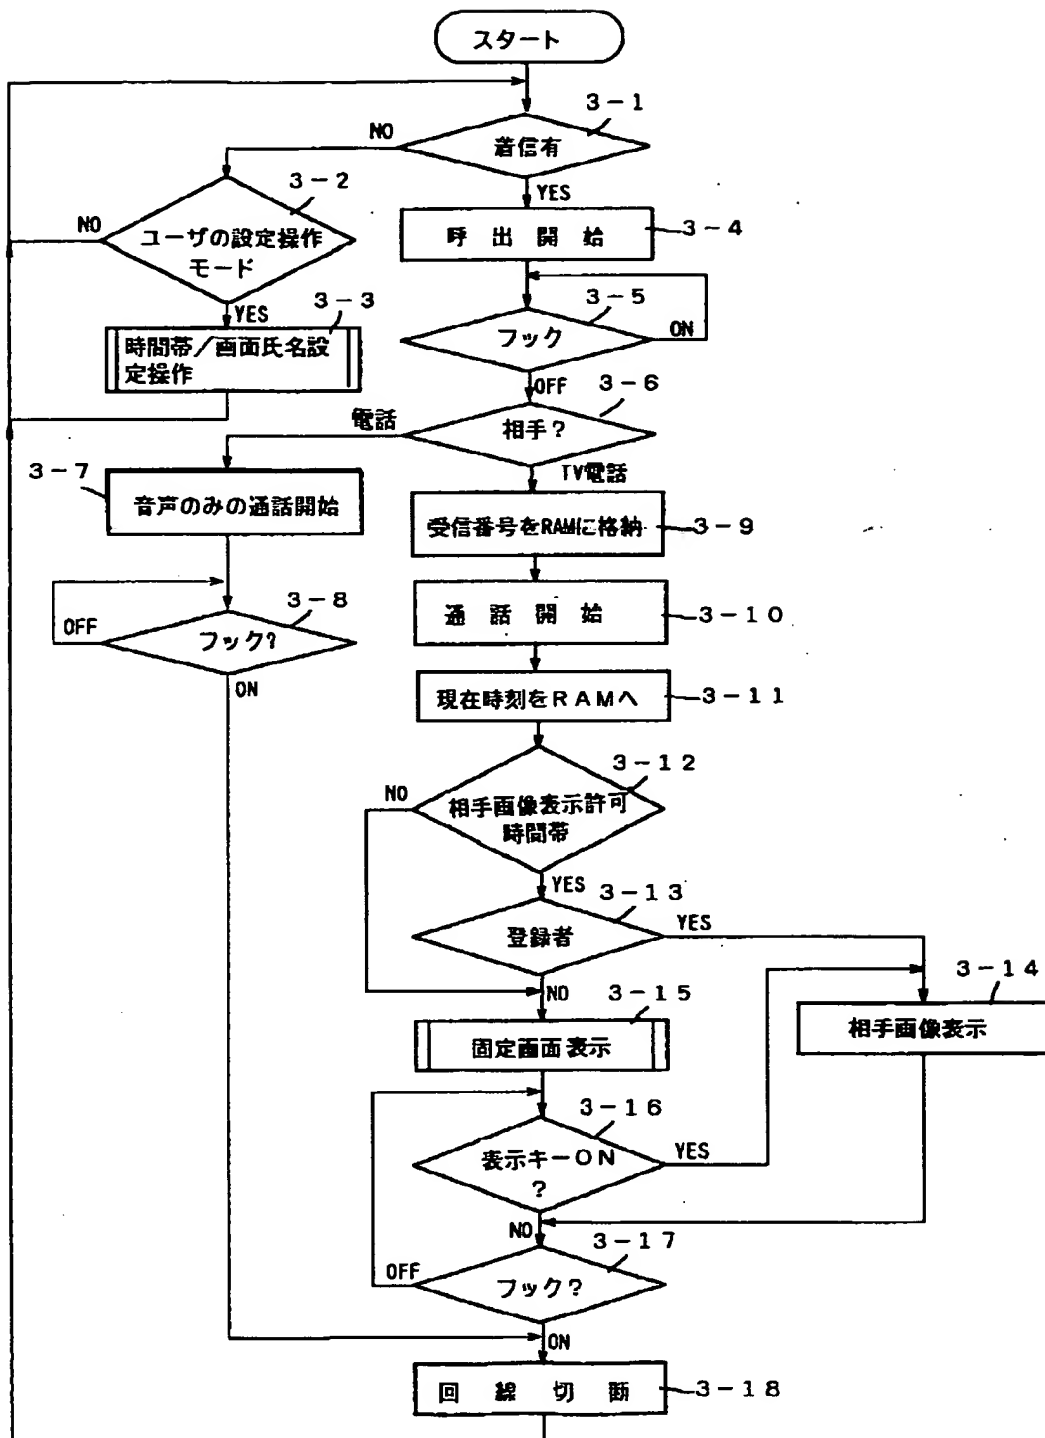 スタート
3-1
NO
着信有
YES
3-2
NO
ユーザの設定操作
モード
YES
3-3
時間帯/画面氏名設
定操作
呼出開始
3-4
3-5
フック
ON
OFF
3-6
電話
相手?
TV電話
3-7
音声のみの通話開始
3-8
OFF
フック?
ON
受信番号をRAMに格納
3-9
通話開始
3-10
現在時刻をRAMへ
3-11
3-12
NO
相手画像表示許可
時間帯
YES
3-13
登録者
YES
NO
3-14
相手画像表示
3-15
固定画面表示
3-16
表示キーON
?
YES
NO
3-17
OFF
フック?
ON
回線切断
3-18